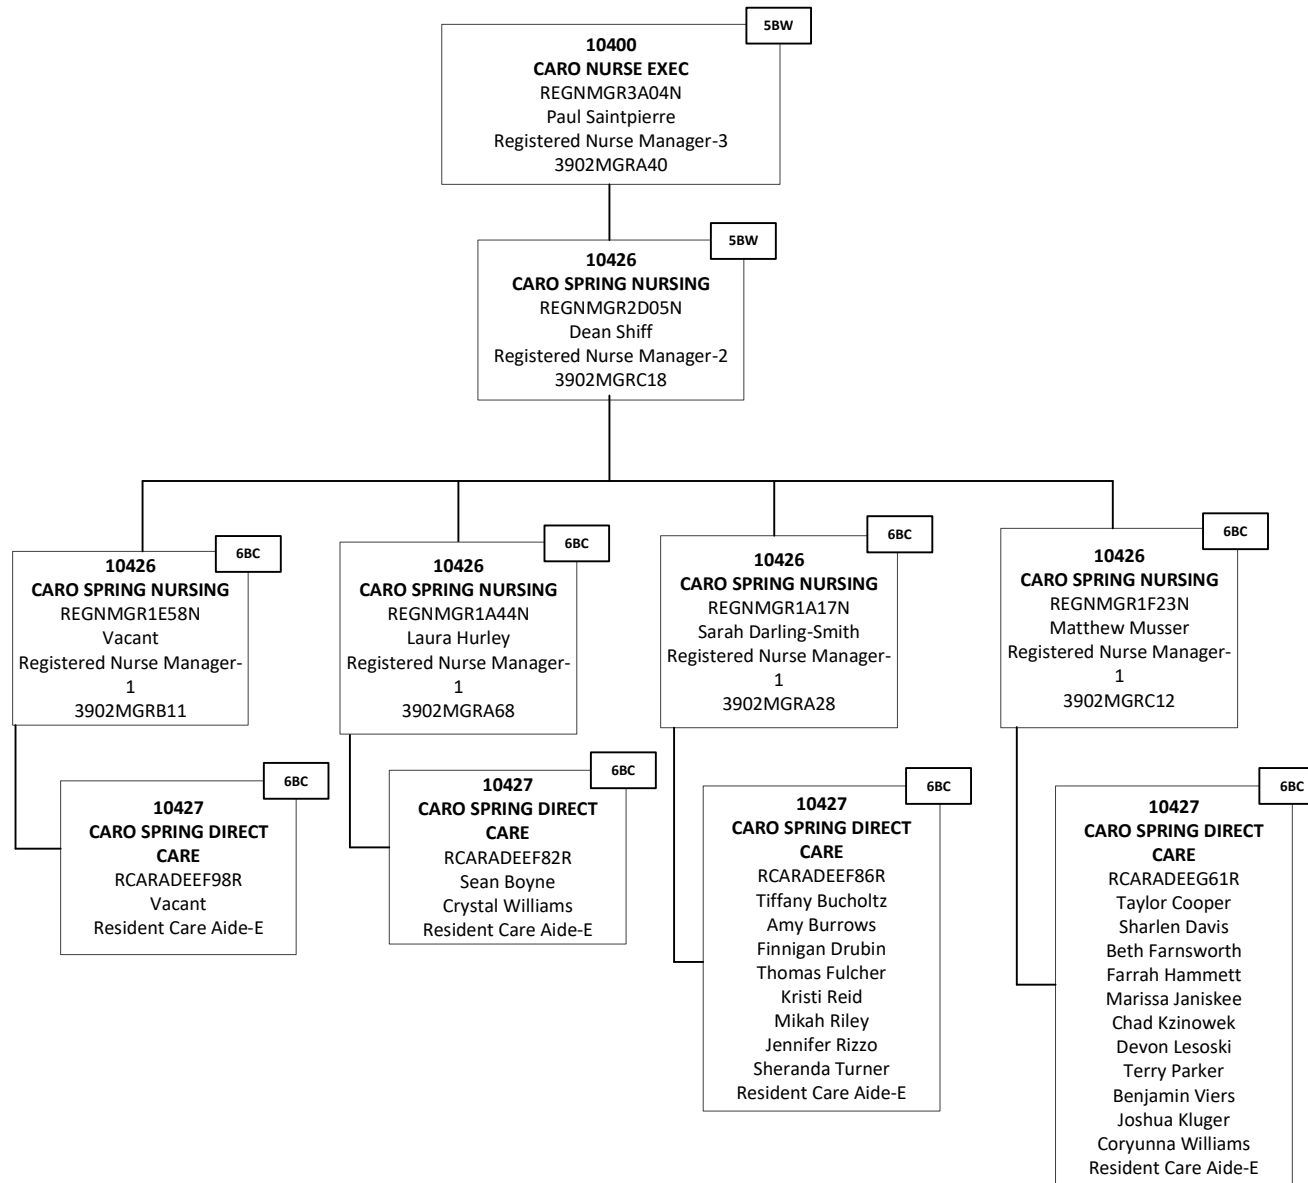 5BW
10400
CARO NURSE EXEC
REGNMGR3A04N
Paul Saintpierre
Registered Nurse Manager-3
3902MGRA40
5BW
10426
CARO SPRING NURSING
REGNMGR2D05N
Dean Shiff
Registered Nurse Manager-2
3902MGRC18
6BC
10426
CARO SPRING NURSING
REGNMGR1E58N
Vacant
Registered Nurse Manager-
1
3902MGRB11
6BC
10426
CARO SPRING NURSING
REGNMGR1A44N
Laura Hurley
Registered Nurse Manager-
1
3902MGRA68
6BC
10426
CARO SPRING NURSING
REGNMGR1A17N
Sarah Darling-Smith
Registered Nurse Manager-
1
3902MGRA28
6BC
10426
CARO SPRING NURSING
REGNMGR1F23N
Matthew Musser
Registered Nurse Manager-
1
3902MGRC12
6BC
10427
CARO SPRING DIRECT
CARE
RCARADEEF98R
Vacant
Resident Care Aide-E
6BC
10427
CARO SPRING DIRECT
CARE
RCARADEEF82R
Sean Boyne
Crystal Williams
Resident Care Aide-E
6BC
10427
CARO SPRING DIRECT
CARE
RCARADEEF86R
Tiffany Bucholtz
Amy Burrows
Finnigan Drubin
Thomas Fulcher
Kristi Reid
Mikah Riley
Jennifer Rizzo
Sheranda Turner
Resident Care Aide-E
6BC
10427
CARO SPRING DIRECT
CARE
RCARADEEG61R
Taylor Cooper
Sharlen Davis
Beth Farnsworth
Farrah Hammett
Marissa Janiskee
Chad Kzinowek
Devon Lesoski
Terry Parker
Benjamin Viers
Joshua Kluger
Coryunna Williams
Resident Care Aide-E